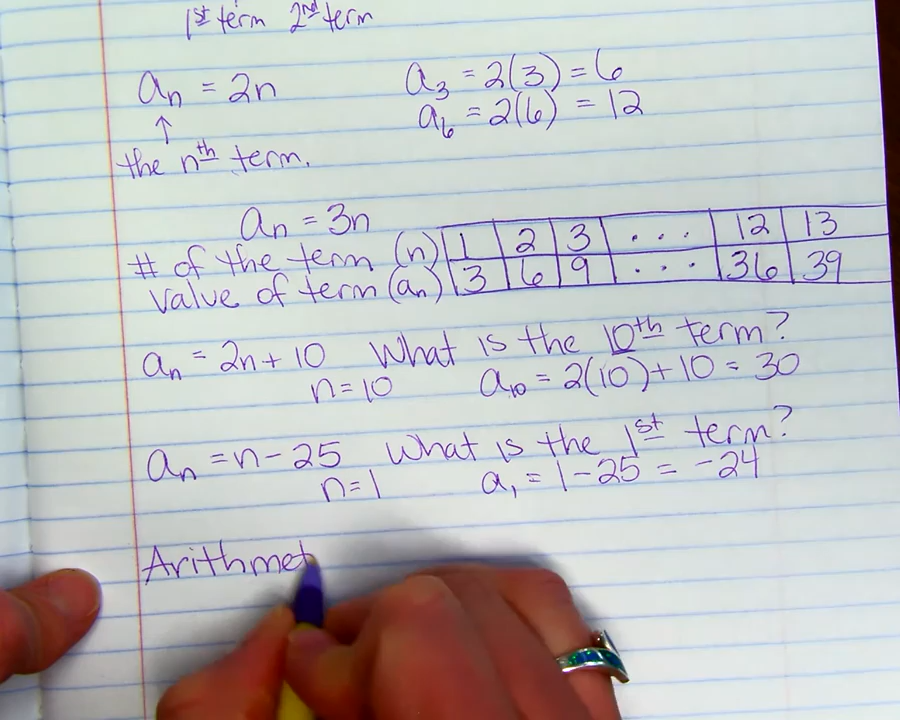 1st term 2nd term
an = 2n a3 = 2(3) = 6
↑ a6 = 2(6) = 12
the nth term.
an = 3n
# of the term (n) 1 2 3 ... 12 13
value of term (an) 3 6 9 ... 36 39
an = 2n + 10 What is the 10th term?
n = 10 a10 = 2(10) + 10 = 30
an = n - 25 What is the 1st term?
n = 1 a1 = 1 - 25 = -24
Arithmet